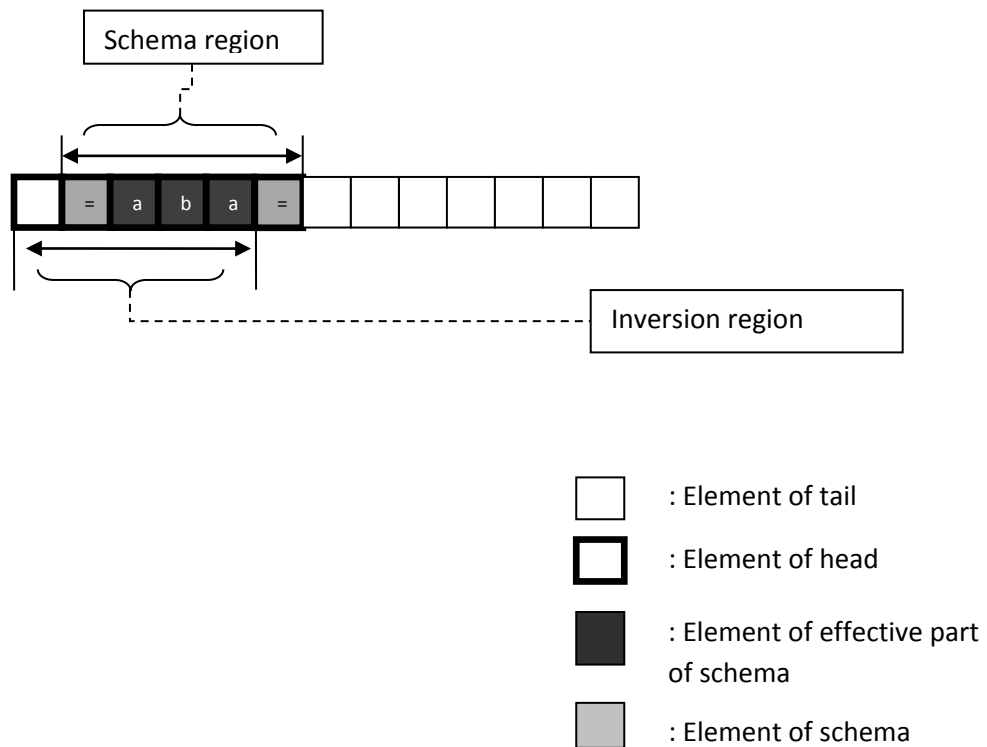 Schema region
= a b a =
Inversion region
: Element of tail
: Element of head
: Element of effective part
of schema
: Element of schema